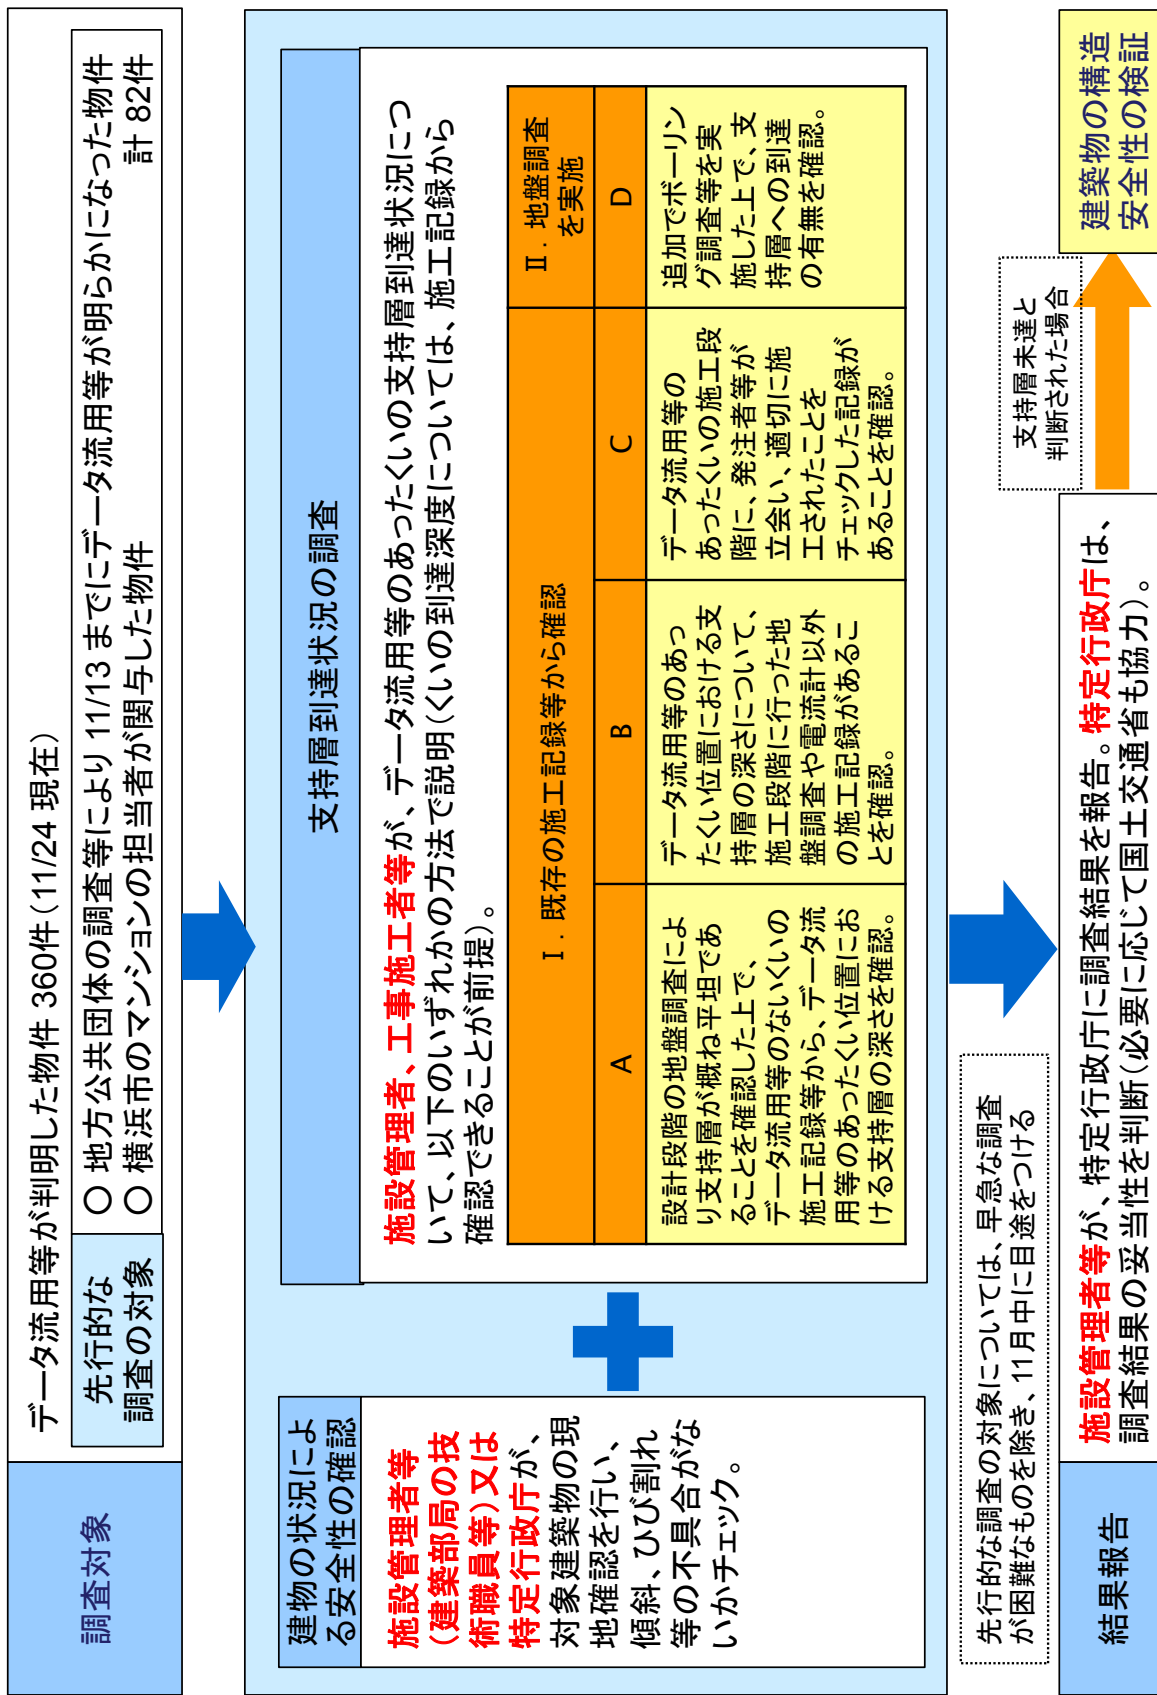 調査対象
データ流用等が判明した物件 360件(11/24 現在)
先行的な
調査の対象
○ 地方公共団体の調査等により 11/13 までにデータ流用等が明らかになった物件
○ 横浜市のマンションの担当者が関与した物件
計 82件
建物の状況によ
る安全性の確認
施設管理者等
(建築部局の技
術職員等)又は
特定行政庁が、
対象建築物の現
地確認を行い、
傾斜、ひび割れ
等の不具合がな
いかチェック。
支持層到達状況の調査
施設管理者、工事施工者等が、データ流用等のあったくいの支持層到達状況につ
いて、以下のいずれかの方法で説明(くいの到達深度については、施工記録から
確認できることが前提)。
Ⅰ．既存の施工記録等から確認
Ⅱ．地盤調査
を実施
A
B
C
D
設計段階の地盤調査によ
り支持層が概ね平坦であ
ることを確認した上で、
データ流用等のないくいの
施工記録等から、データ流
用等のあったくい位置にお
ける支持層の深さを確認。
データ流用等のあっ
たくい位置における支
持層の深さについて、
施工段階に行った地
盤調査や電流計以外
の施工記録があるこ
とを確認。
データ流用等の
あったくいの施工段
階に、発注者等が
立会い、適切に施
工されたことを
チェックした記録が
あることを確認。
追加でボーリン
グ調査等を実
施した上で、支
持層への到達
の有無を確認。
先行的な調査の対象については、早急な調査
が困難なものを除き、11月中に目途をつける
結果報告
施設管理者等が、特定行政庁に調査結果を報告。特定行政庁は、
調査結果の妥当性を判断(必要に応じて国土交通省も協力)。
支持層未達と
判断された場合
建築物の構造
安全性の検証